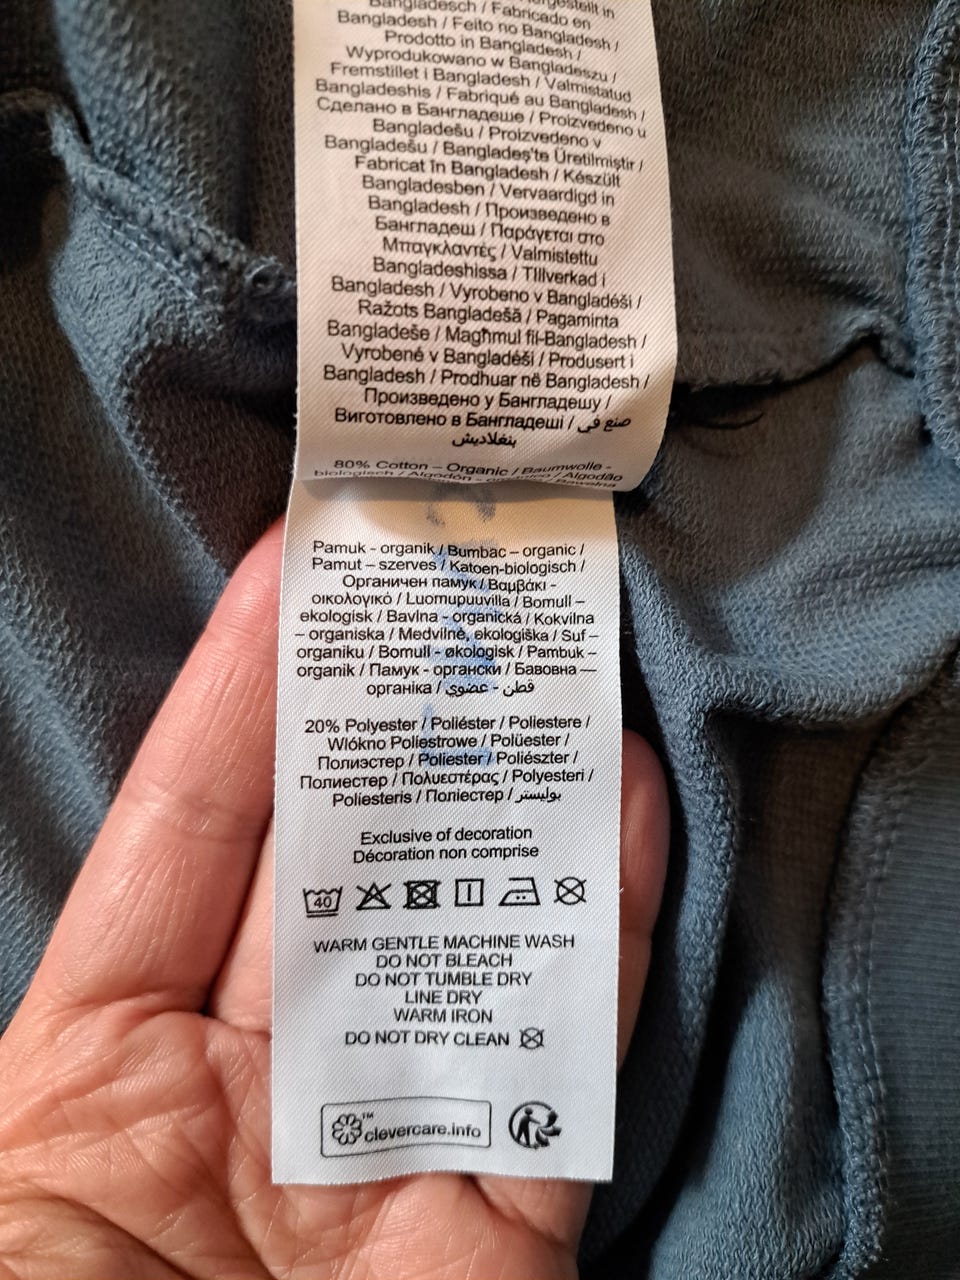 hergestellt in
Bangladesch / Fabricado en
Bangladesh / Feito no Bangladesh /
Prodotto in Bangladesh /
Wyprodukowano w Bangladeszu /
Fremstillet i Bangladesh / Valmistatud
Bangladeshis / Fabriqué au Bangladesh /
Сделано в Бангладеше / Proizvedeno u
Bangladešu / Proizvedeno v
Bangladešu / Bangladeş'te Üretilmiştir /
Fabricat în Bangladesh / Készült
Bangladesben / Vervaardigd in
Bangladesh / Произведено в
Бангладеш / Παράγεται στο
Μπαγκλαντές / Valmistettu
Bangladeshissa / TIllverkad i
Bangladesh / Vyrobeno v Bangladéši /
Ražots Bangladešā / Pagaminta
Bangladeše / Magħmul fil-Bangladesh /
Vyrobené v Bangladéši / Produsert i
Bangladesh / Prodhuar në Bangladesh /
Произведено у Бангладешу /
Виготовлено в Бангладеші / صنع في
بنغلاديش
80% Cotton – Organic / Baumwolle -
biologisch / Algodón - / Algodão
Bawełna
Pamuk - organik / Bumbac – organic /
Pamut – szerves / Katoen-biologisch /
Органичен памук / Βαμβάκι -
οικολογικό / Luomupuuvilla / Bomull –
ekologisk / Bavlna - organická / Kokvilna
– organiska / Medvilnė, ekologiška / Suf –
organiku / Bomull - økologisk / Pambuk –
organik / Памук - органски / Бавовна —
органіка / قطن - عضوي
20% Polyester / Poliéster / Poliestere /
Wlókno Poliestrowe / Polüester /
Полиэстер / Poliester / Poliészter /
Полиестер / Πολυεστέρας / Polyesteri /
Poliesteris / Поліестер / بوليستر
Exclusive of decoration
Décoration non comprise
40
WARM GENTLE MACHINE WASH
DO NOT BLEACH
DO NOT TUMBLE DRY
LINE DRY
WARM IRON
DO NOT DRY CLEAN
™
clevercare.info